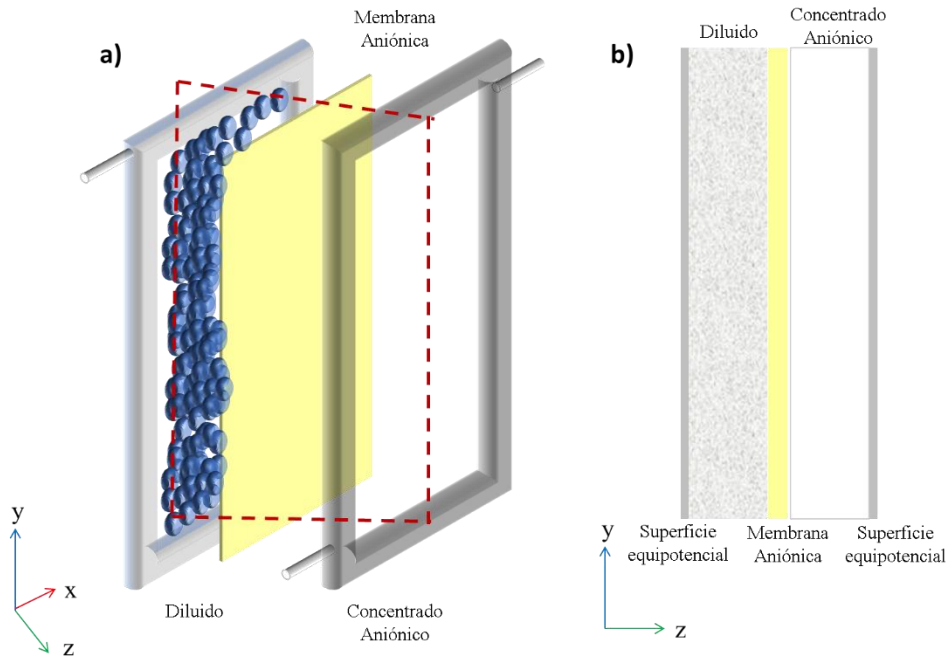 Membrana
Aniónica
a)
Diluido
Concentrado
Aniónico
y
x
z
b)
Diluido
Concentrado
Aniónico
Superficie
equipotencial
Membrana
Aniónica
Superficie
equipotencial
y
z